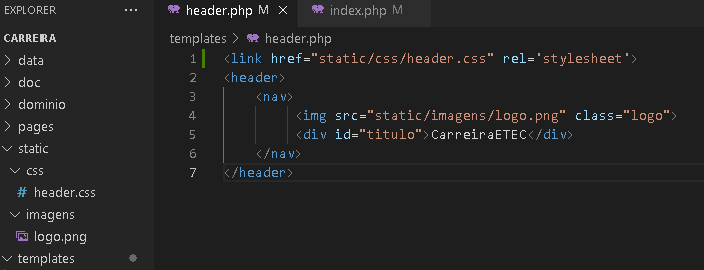 EXPLORER ···
header.php M × index.php M
CARREIRA
templates > header.php
> data
> doc
> dominio
> pages
static
css
# header.css
imagens
logo.png
templates
1 <link href="static/css/header.css" rel='stylesheet'>
2 <header>
3 <nav>
4 <img src="static/imagens/logo.png" class="logo">
5 <div id="titulo">CarreiraETEC</div>
6 </nav>
7 </header>